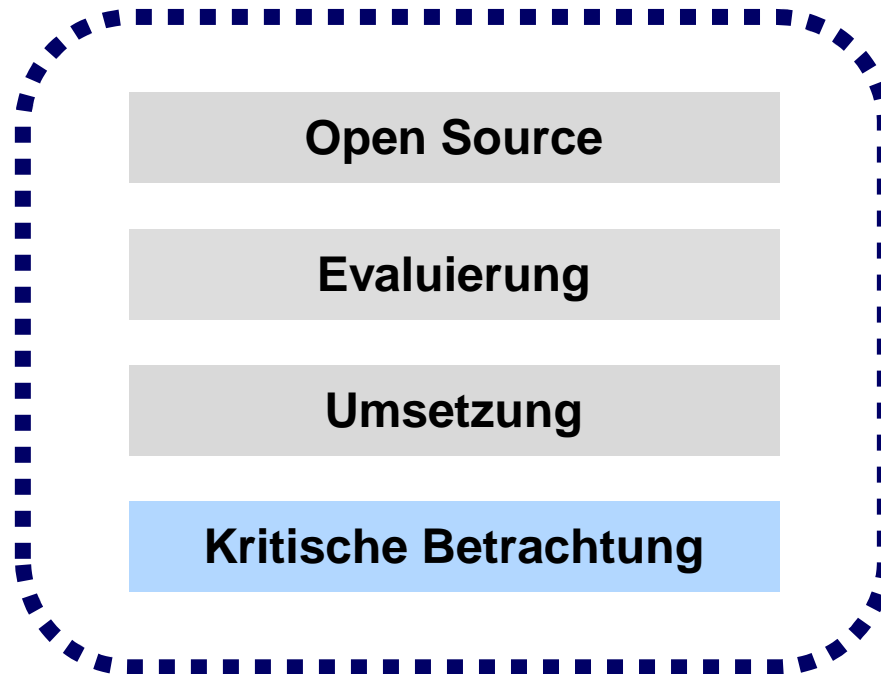 Open Source
Evaluierung
Umsetzung
Kritische Betrachtung